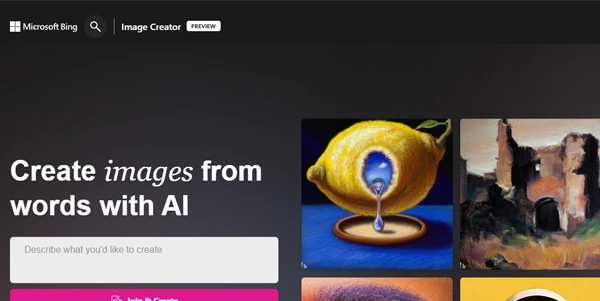 Microsoft Bing
Image Creator PREVIEW
Create images from
words with AI
Describe what you'd like to create
Join & Create